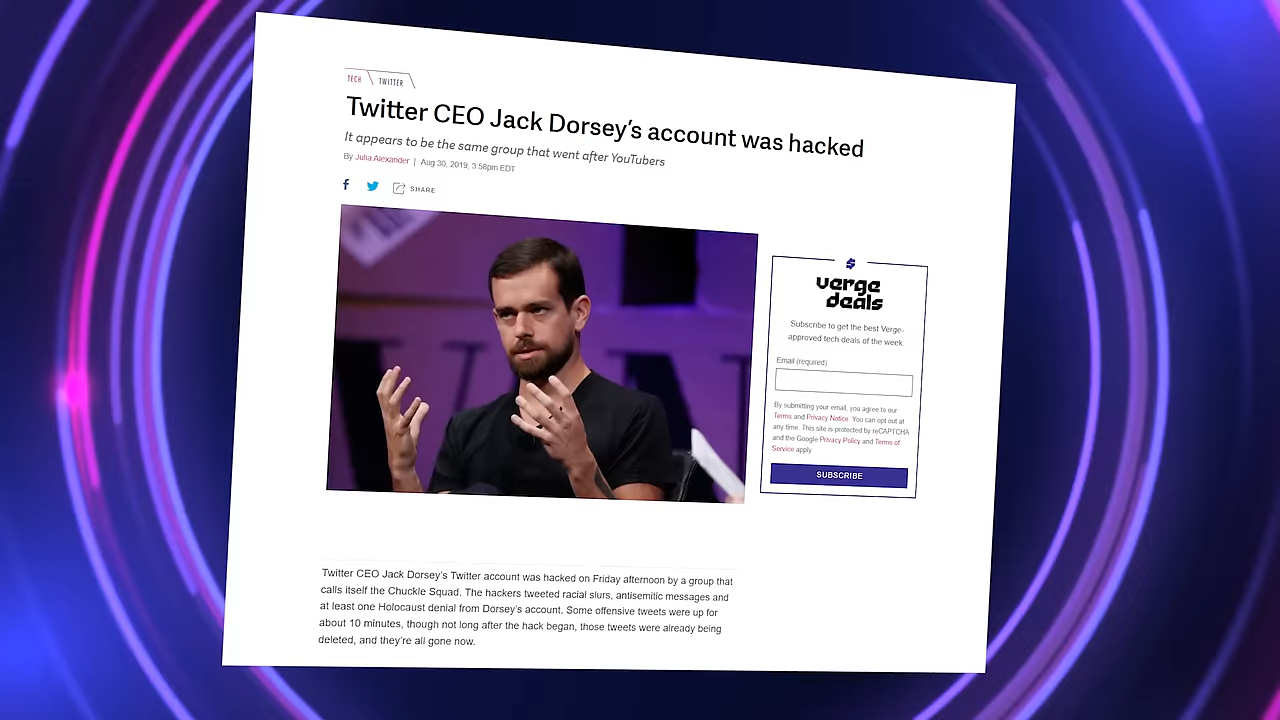 TECH TWITTER
Twitter CEO Jack Dorsey's account was hacked
It appears to be the same group that went after YouTubers
By Julia Alexander | Aug 30, 2019, 3:58pm EDT
SHARE
verge
deals
Subscribe to get the best Verge-
approved tech deals of the week.
Email (required)
By submitting your email, you agree to our
Terms and Privacy Notice. You can opt out at
any time. This site is protected by reCAPTCHA
and the Google Privacy Policy and Terms of
Service apply.
SUBSCRIBE
Twitter CEO Jack Dorsey's Twitter account was hacked on Friday afternoon by a group that
calls itself the Chuckle Squad. The hackers tweeted racial slurs, antisemitic messages and
at least one Holocaust denial from Dorsey's account. Some offensive tweets were up for
about 10 minutes, though not long after the hack began, those tweets were already being
deleted, and they're all gone now.